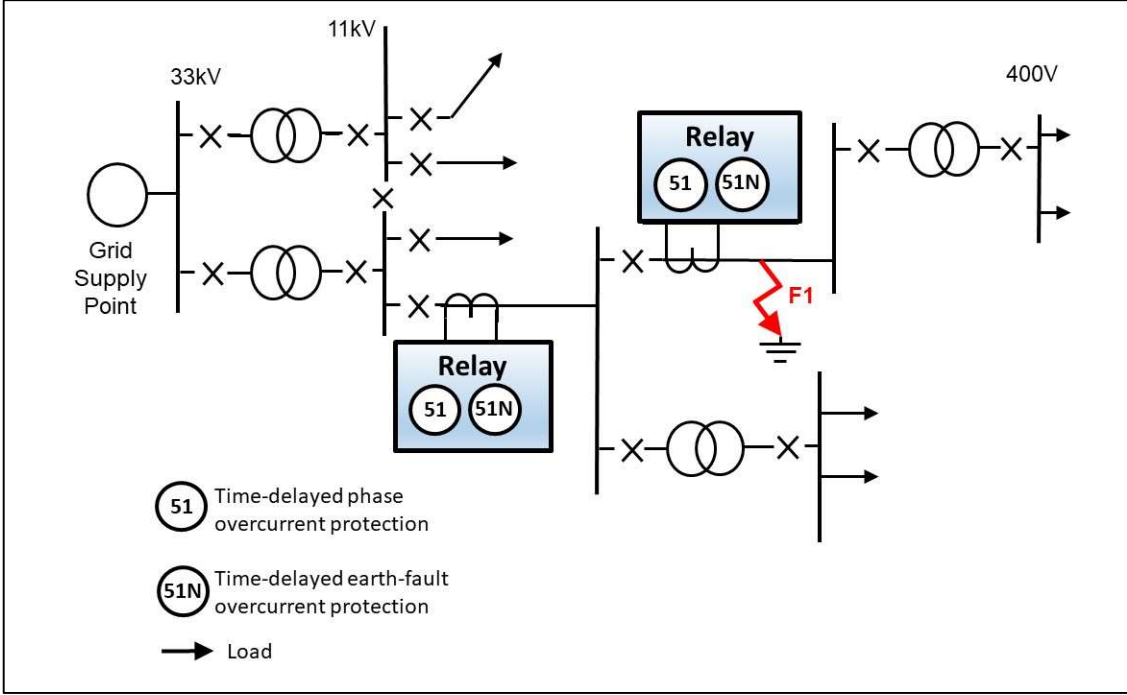 11kV
33kV
400V
Relay
51 51N
Grid
Supply
Point
F1
Relay
51 51N
51 Time-delayed phase
overcurrent protection
51N Time-delayed earth-fault
overcurrent protection
Load